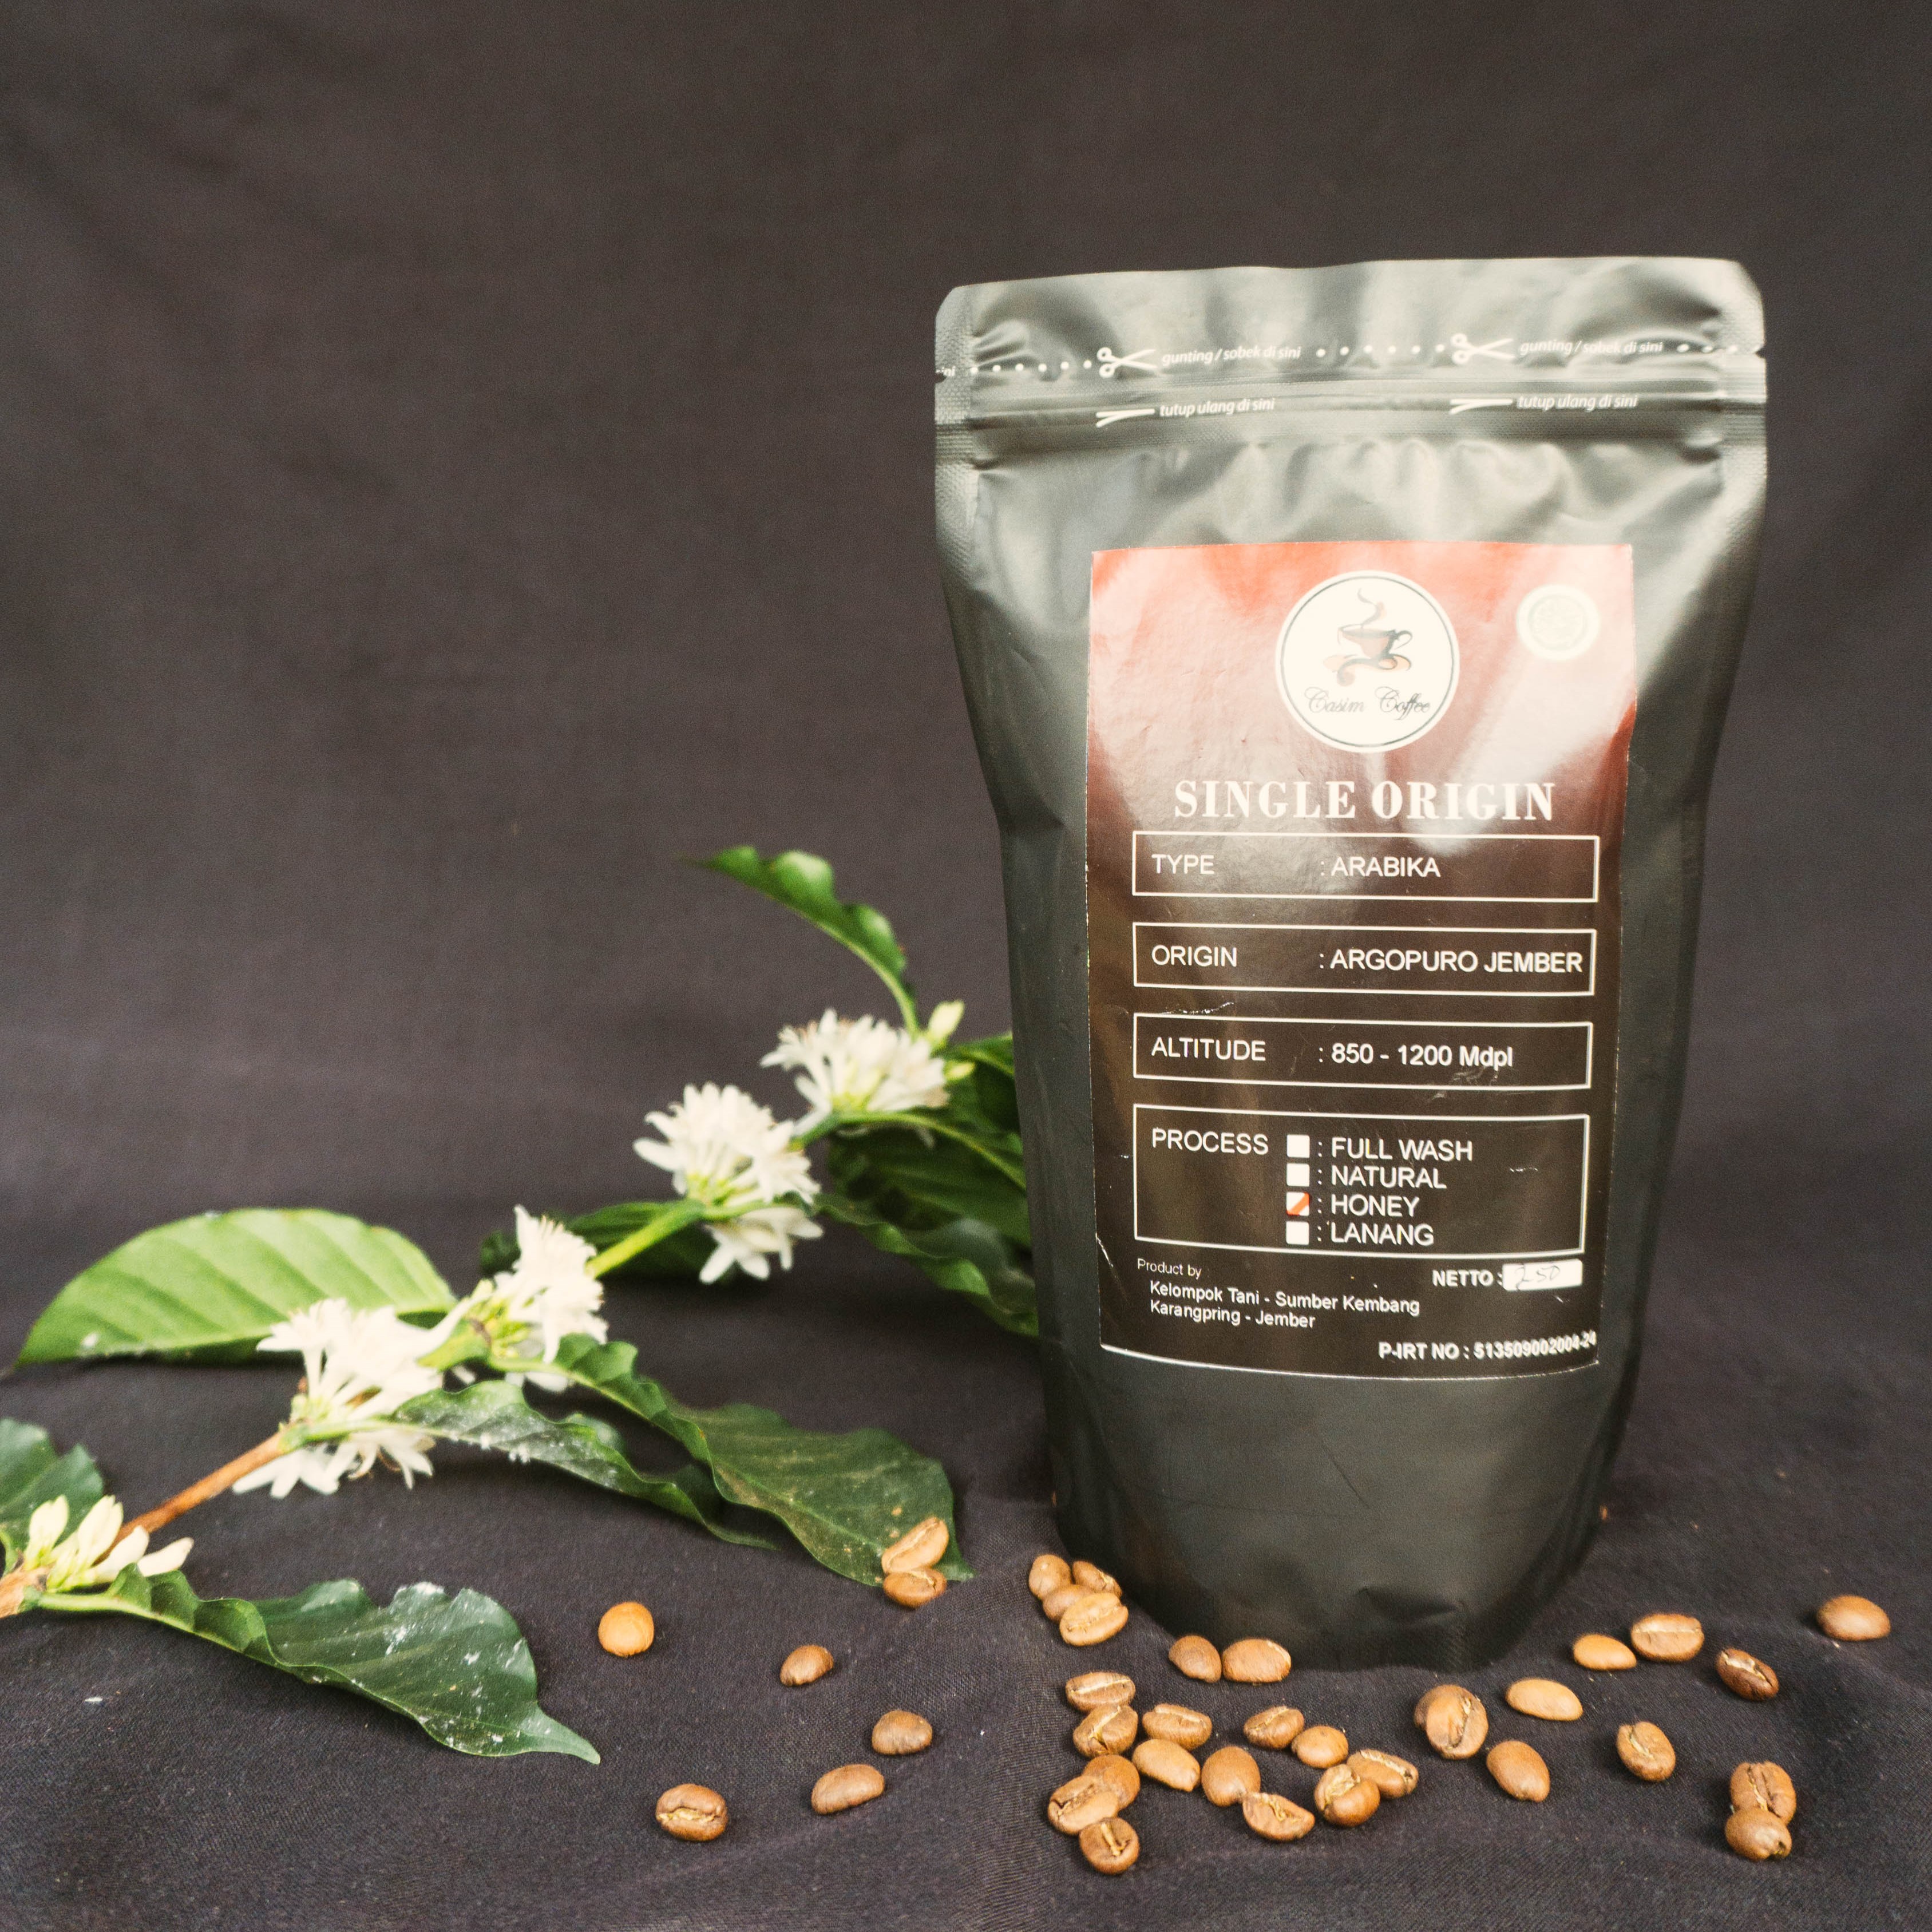 gunting / sobek di sini
gunting / sobek di sini
tutup ulang di sini
tutup ulang di sini
Casim Coffee
SINGLE ORIGIN
TYPE : ARABIKA
ORIGIN : ARGOPURO JEMBER
ALTITUDE : 850 - 1200 Mdpl
PROCESS : FULL WASH
: NATURAL
: HONEY
: LANANG
Product by
NETTO : 250
Kelompok Tani - Sumber Kembang
Karangpring - Jember
P-IRT NO : 513509002004-24